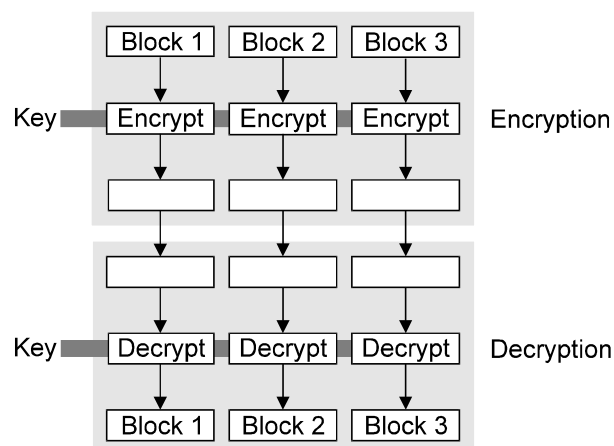 Block 1 Block 2 Block 3
Key Encrypt Encrypt Encrypt Encryption
Key Decrypt Decrypt Decrypt Decryption
Block 1 Block 2 Block 3